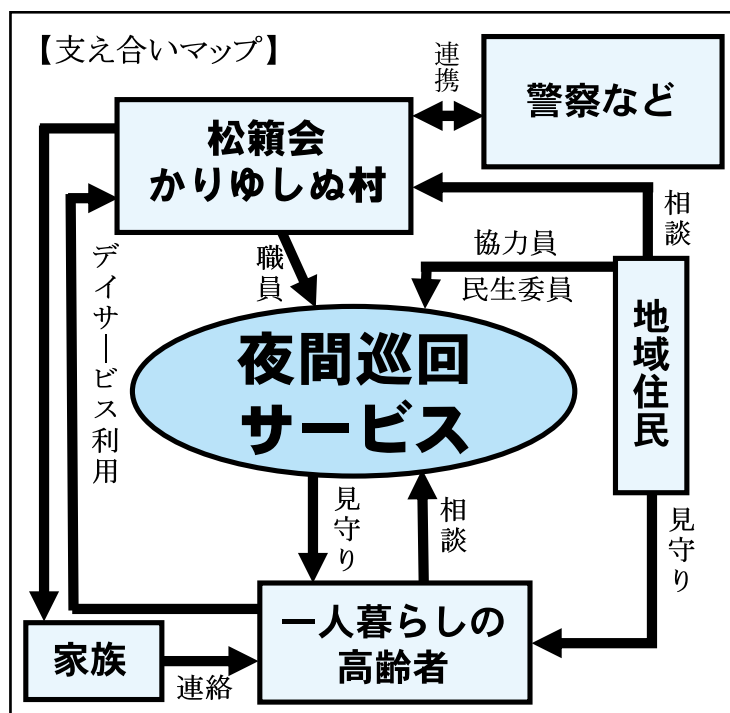 【支え合いマップ】
連携
警察など
松籟会
かりゆしぬ村
相談
職員
協力員
民生委員
デイサービス利用
地域住民
夜間巡回
サービス
見守り
相談
見守り
一人暮らしの
高齢者
家族
連絡